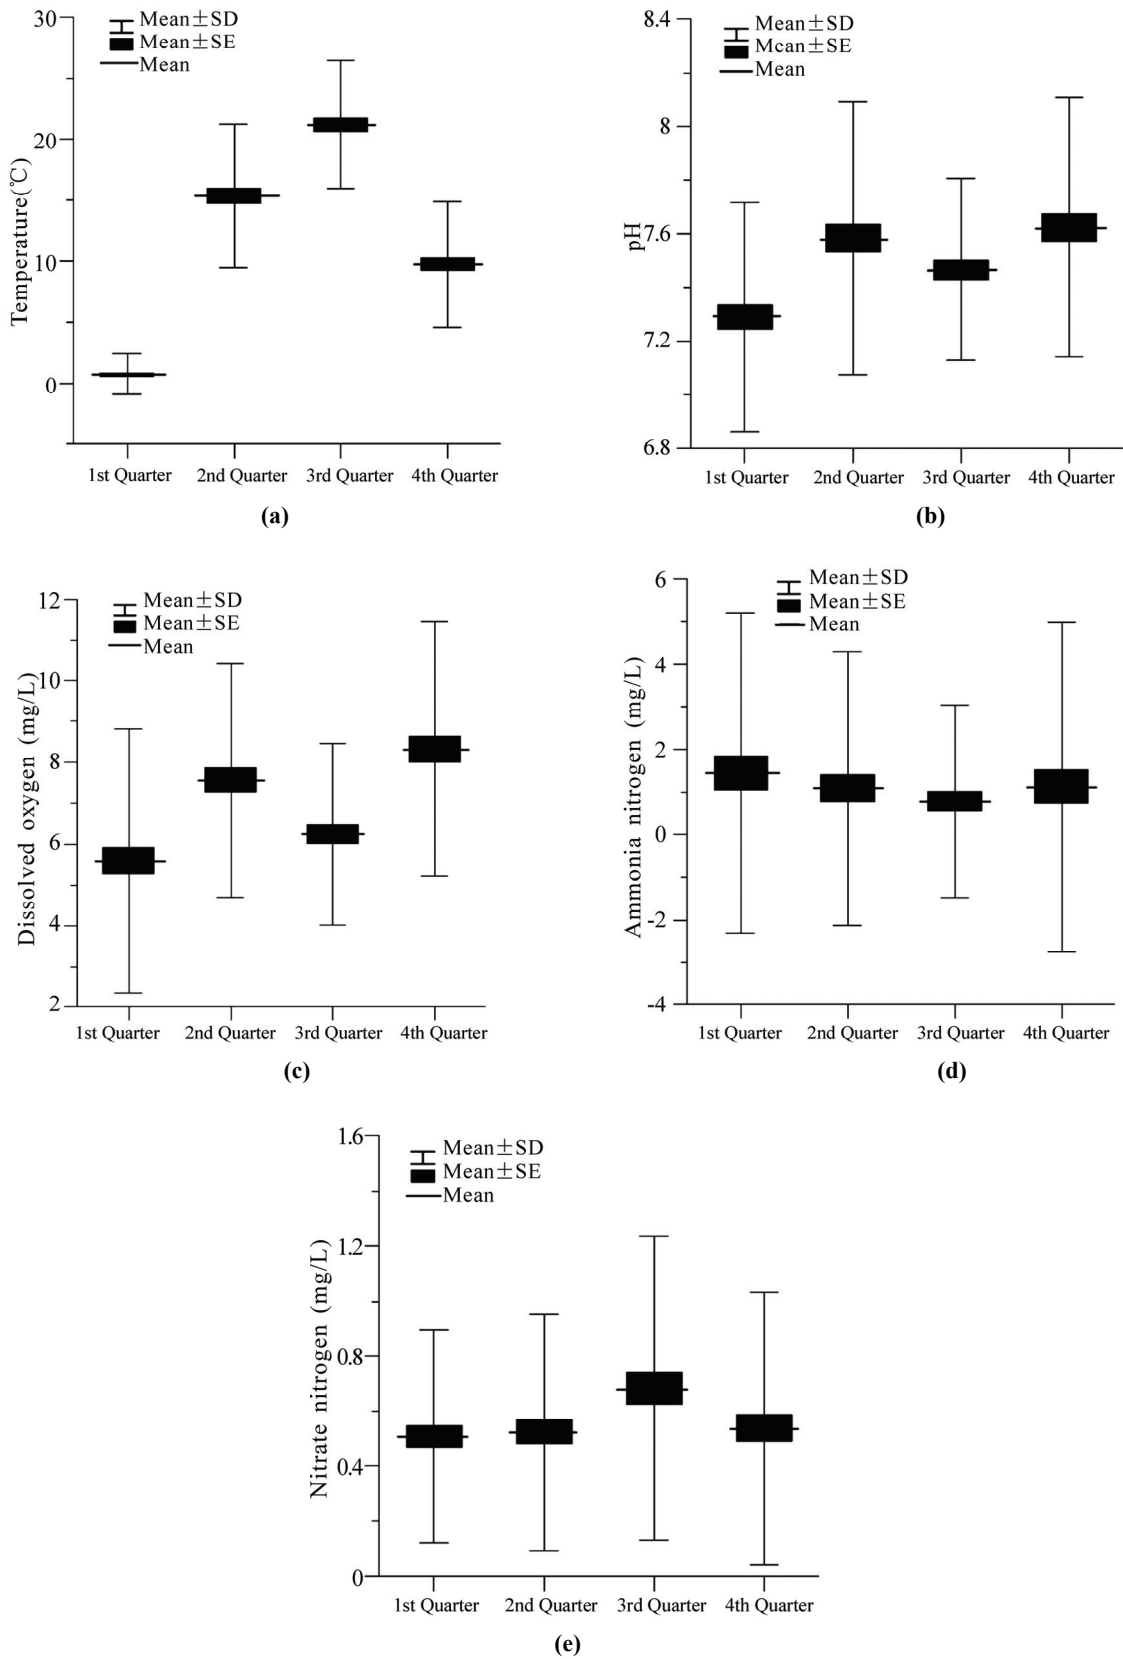 30
Mean±SD
Mean±SE
Mean
20
10
0
Temperature(℃)
1st Quarter 2nd Quarter 3rd Quarter 4th Quarter
(a)
8.4
Mean±SD
Mcan±SE
Mean
8
7.6
7.2
6.8
pH
1st Quarter 2nd Quarter 3rd Quarter 4th Quarter
(b)
12
Mean±SD
Mean±SE
Mean
10
8
6
4
2
Dissolved oxygen (mg/L)
1st Quarter 2nd Quarter 3rd Quarter 4th Quarter
(c)
6
Mean±SD
Mean±SE
Mean
4
2
0
-2
-4
Ammonia nitrogen (mg/L)
1st Quarter 2nd Quarter 3rd Quarter 4th Quarter
(d)
1.6
Mean±SD
Mean±SE
Mean
1.2
0.8
0.4
0
Nitrate nitrogen (mg/L)
1st Quarter 2nd Quarter 3rd Quarter 4th Quarter
(e)